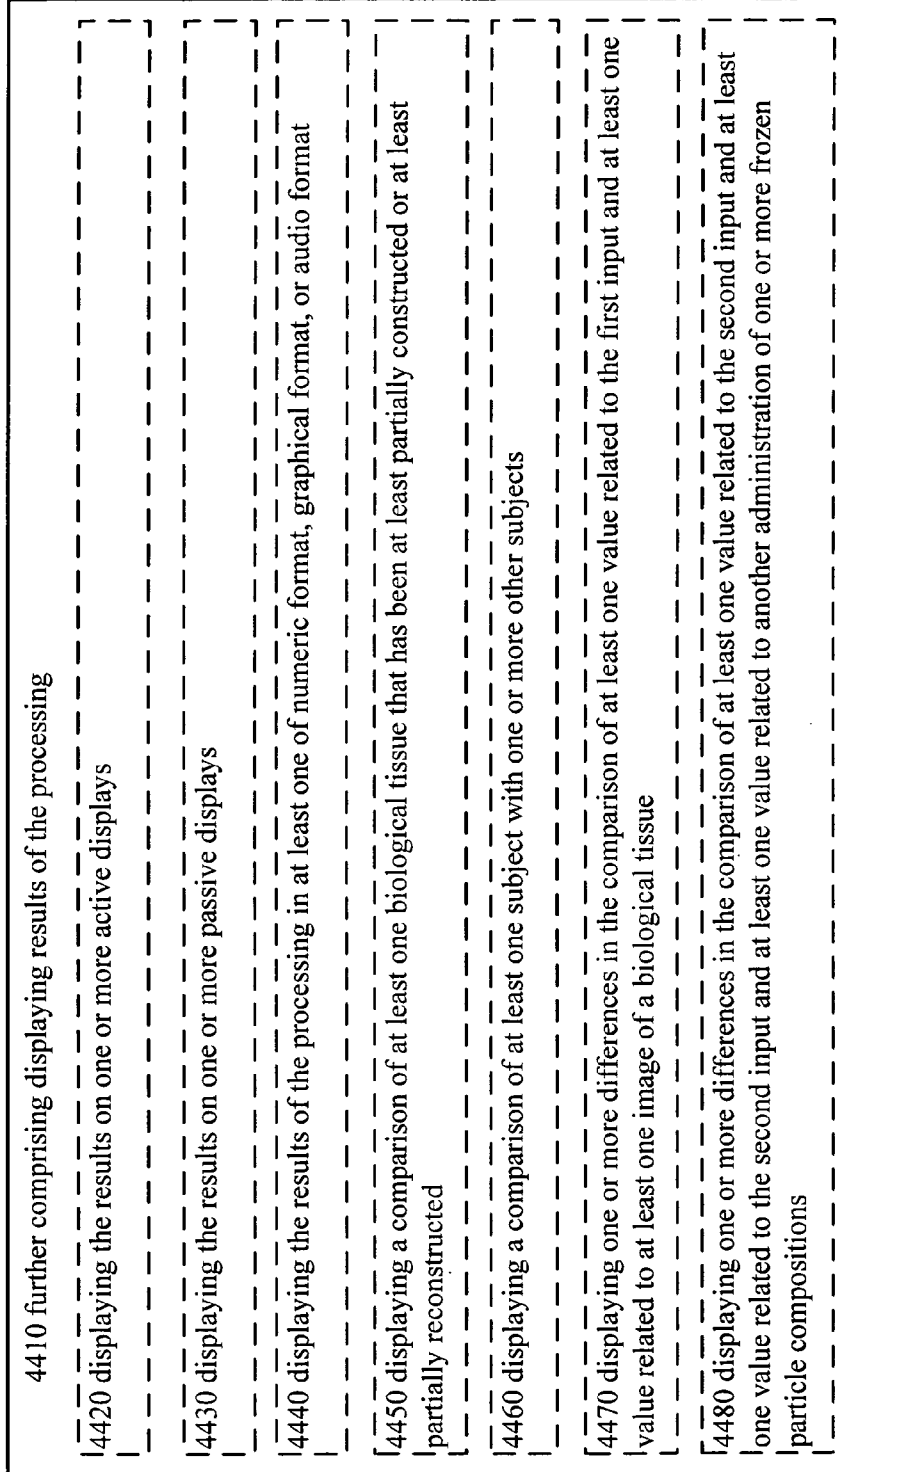 4410 further comprising displaying results of the processing
4420 displaying the results on one or more active displays
4430 displaying the results on one or more passive displays
4440 displaying the results of the processing in at least one of numeric format, graphical format, or audio format
4450 displaying a comparison of at least one biological tissue that has been at least partially constructed or at least
partially reconstructed
4460 displaying a comparison of at least one subject with one or more other subjects
4470 displaying one or more differences in the comparison of at least one value related to the first input and at least one
value related to at least one image of a biological tissue
4480 displaying one or more differences in the comparison of at least one value related to the second input and at least
one value related to the second input and at least one value related to another administration of one or more frozen
particle compositions